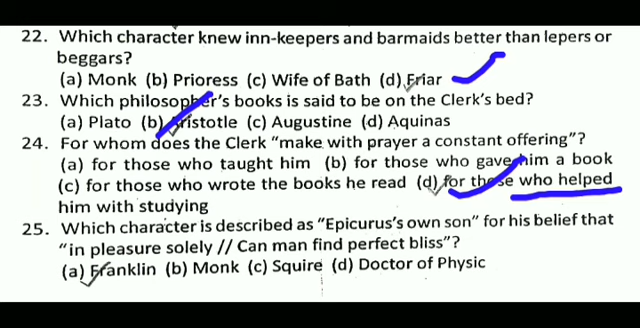 22. Which character knew inn-keepers and barmaids better than lepers or
beggars?
(a) Monk (b) Prioress (c) Wife of Bath (d) Friar
23. Which philosopher's books is said to be on the Clerk's bed?
(a) Plato (b) Aristotle (c) Augustine (d) Aquinas
24. For whom does the Clerk "make with prayer a constant offering"?
(a) for those who taught him (b) for those who gave him a book
(c) for those who wrote the books he read (d) for those who helped
him with studying
25. Which character is described as "Epicurus's own son" for his belief that
"in pleasure solely // Can man find perfect bliss"?
(a) Franklin (b) Monk (c) Squire (d) Doctor of Physic